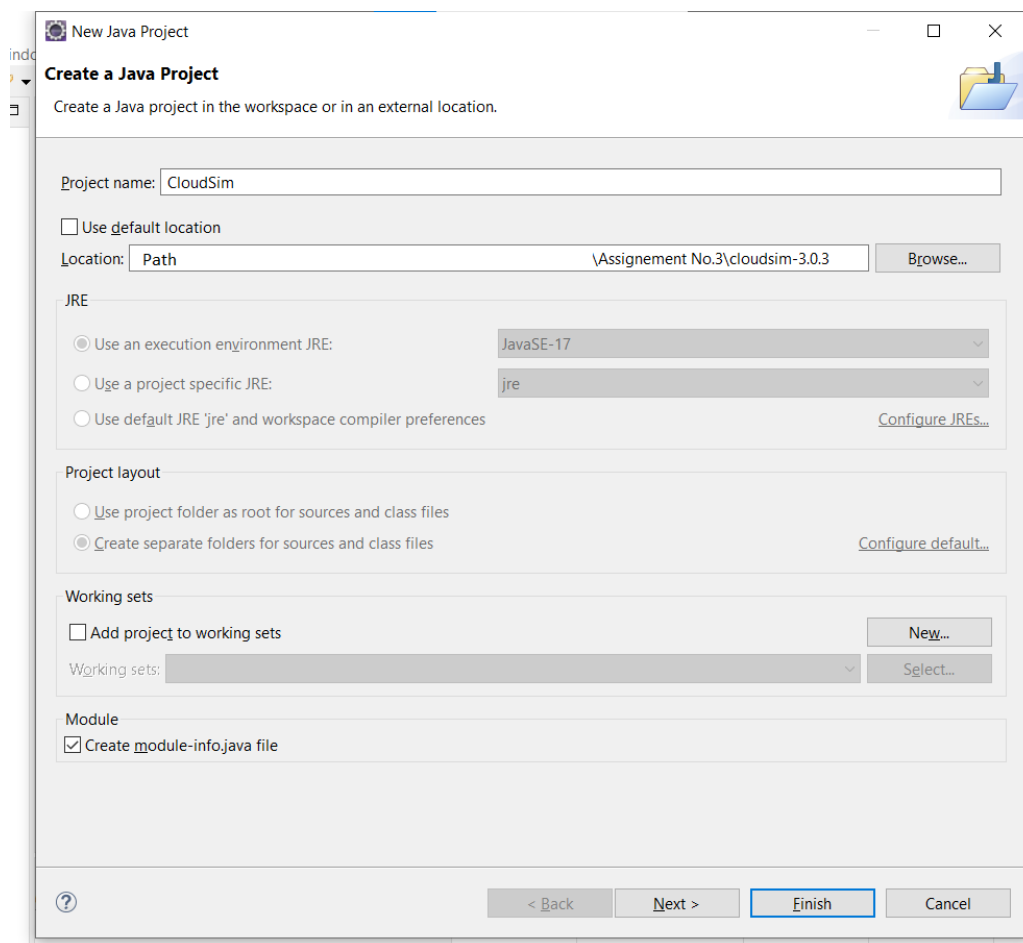 New Java Project
indo
Create a Java Project
Create a Java project in the workspace or in an external location.
Project name: CloudSim
Use default location
Location: Path \Assignement No.3\cloudsim-3.0.3 Browse...
JRE
Use an execution environment JRE: JavaSE-17
Use a project specific JRE: jre
Use default JRE 'jre' and workspace compiler preferences Configure JREs...
Project layout
Use project folder as root for sources and class files
Create separate folders for sources and class files Configure default...
Working sets
Add project to working sets New...
Working sets: Select...
Module
Create module-info.java file
? < Back Next > Finish Cancel